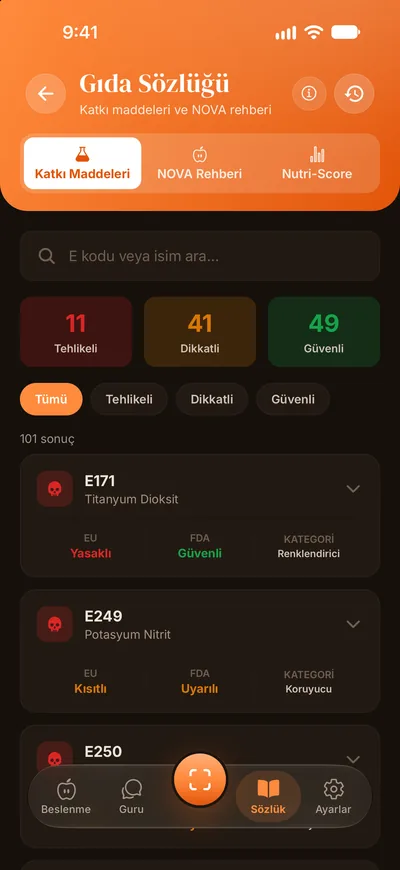 9:41
Gıda Sözlüğü
Katkı maddeleri ve NOVA rehberi
Katkı Maddeleri
NOVA Rehberi
Nutri-Score
E kodu veya isim ara...
11
Tehlikeli
41
Dikkatli
49
Güvenli
Tümü
Tehlikeli
Dikkatli
Güvenli
101 sonuç
E171
Titanyum Dioksit
EU
FDA
KATEGORİ
Yasaklı
Güvenli
Renklendirici
E249
Potasyum Nitrit
EU
FDA
KATEGORİ
Kısıtlı
Uyarılı
Koruyucu
E250
Beslenme
Guru
Sözlük
Ayarlar